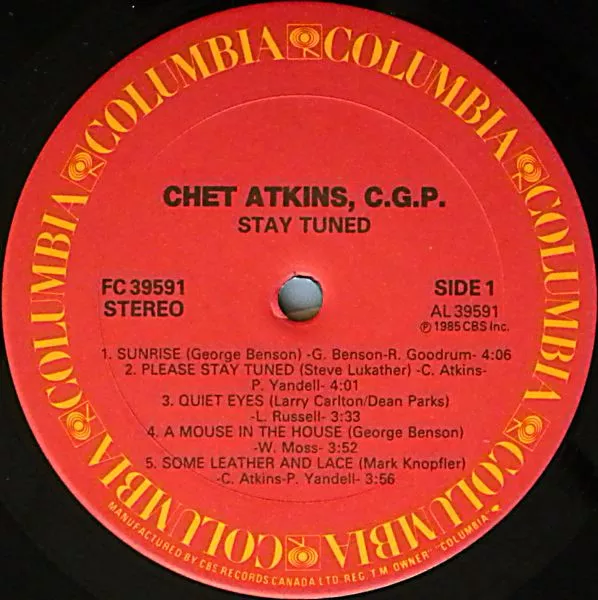 COLUMBIA COLUMBIA COLUMBIA COLUMBIA COLUMBIA COLUMBIA
CHET ATKINS, C.G.P.
STAY TUNED
FC 39591
STEREO
SIDE 1
AL 39591
℗ 1985 CBS Inc.
1. SUNRISE (George Benson) -G. Benson-R. Goodrum- 4:06
2. PLEASE STAY TUNED (Steve Lukather) -C. Atkins-
P. Yandell- 4:01
3. QUIET EYES (Larry Carlton/Dean Parks)
-L. Russell- 3:33
4. A MOUSE IN THE HOUSE (George Benson)
-W. Moss- 3:52
5. SOME LEATHER AND LACE (Mark Knopfler)
-C. Atkins-P. Yandell- 3:56
MANUFACTURED BY CBS RECORDS CANADA LTD. REG. T.M. OWNER "COLUMBIA"